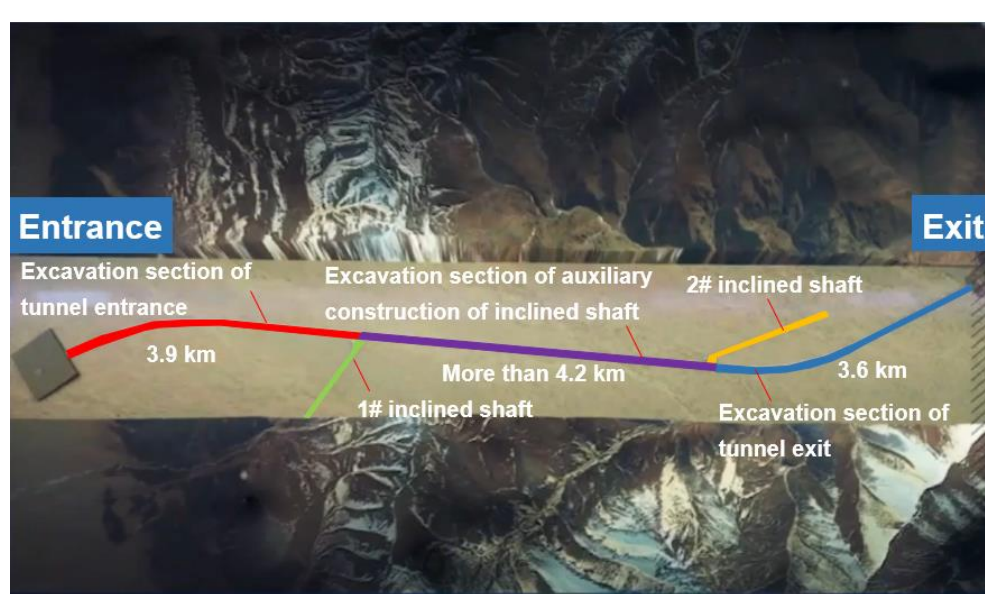 Entrance
Exit
Excavation section of
tunnel entrance
Excavation section of auxiliary
construction of inclined shaft
2# inclined shaft
3.9 km
More than 4.2 km
3.6 km
1# inclined shaft
Excavation section of
tunnel exit